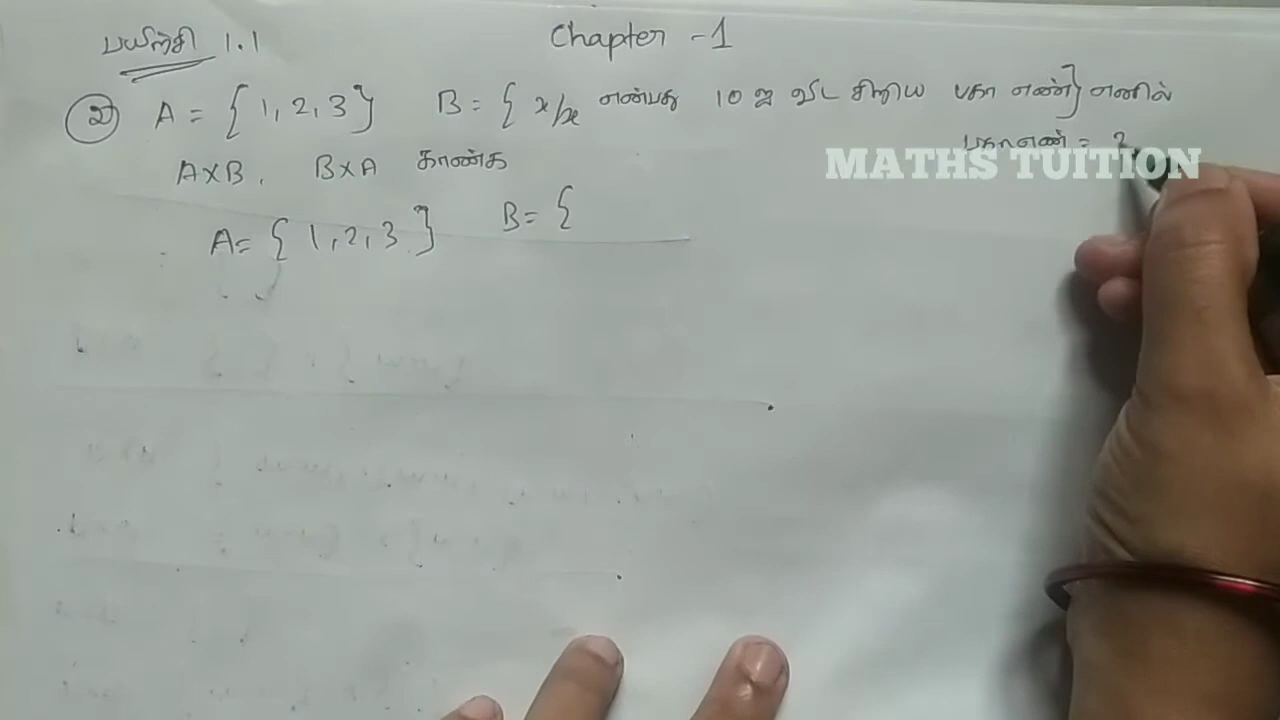 பயிற்சி 1.1 Chapter -1
② A = { 1, 2, 3 } B = { x/x என்பது 10 ஐ விட சிறிய பகா எண்} எனில்
பகாஎண் = 2
MATHS TUITION
A×B, B×A காண்க
A= { 1, 2, 3 } B= {